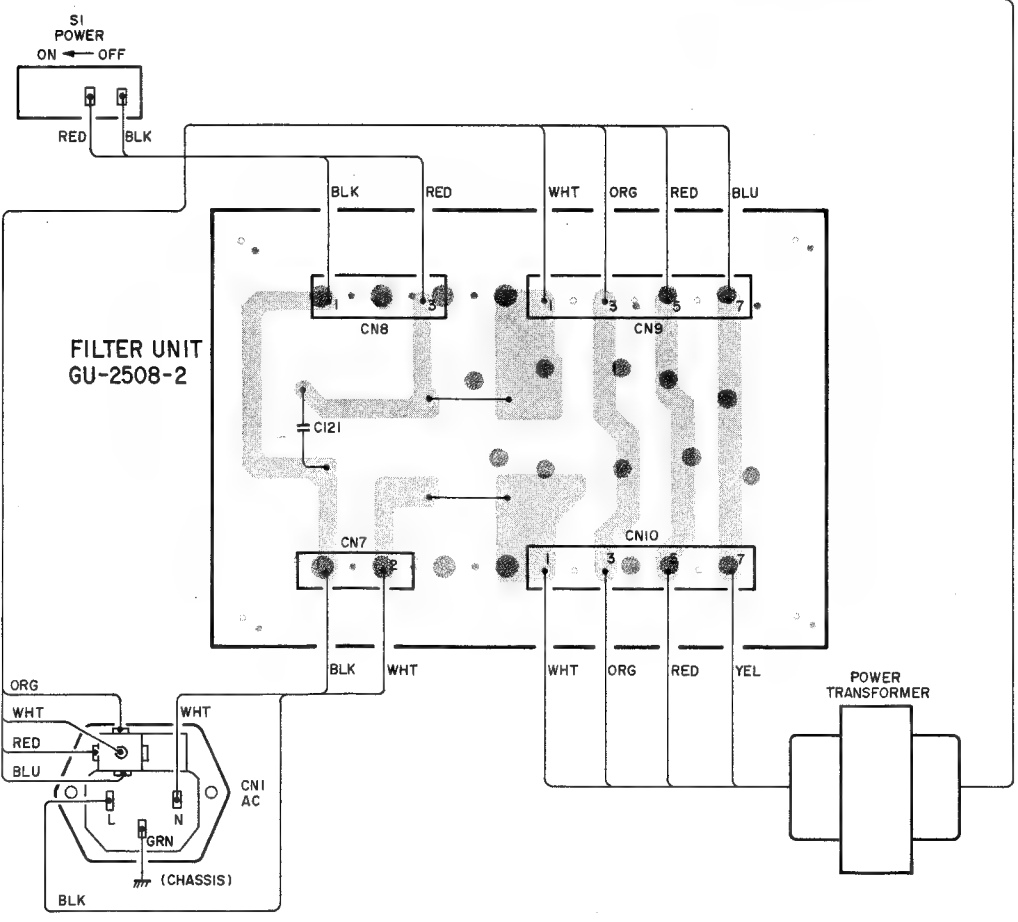 S1
POWER
ON OFF
RED BLK
BLK RED WHT ORG RED BLU
1 3 1 3 5 7
CN8 CN9
FILTER UNIT
GU-2508-2
C121
CN7 CN10
2 1 3 5 7
BLK WHT WHT ORG RED YEL
POWER
TRANSFORMER
ORG
WHT WHT
RED
BLU
CN1
AC
L N
GRN
(CHASSIS)
BLK